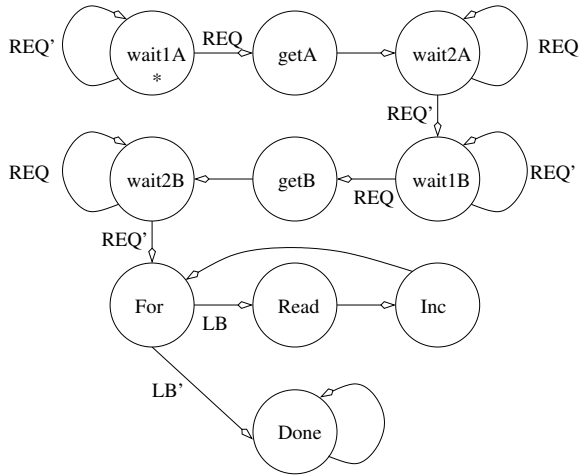 REQ'
wait1A
*
REQ
getA
wait2A
REQ
REQ'
REQ
wait2B
getB
REQ
wait1B
REQ'
REQ'
For
LB
Read
Inc
LB'
Done